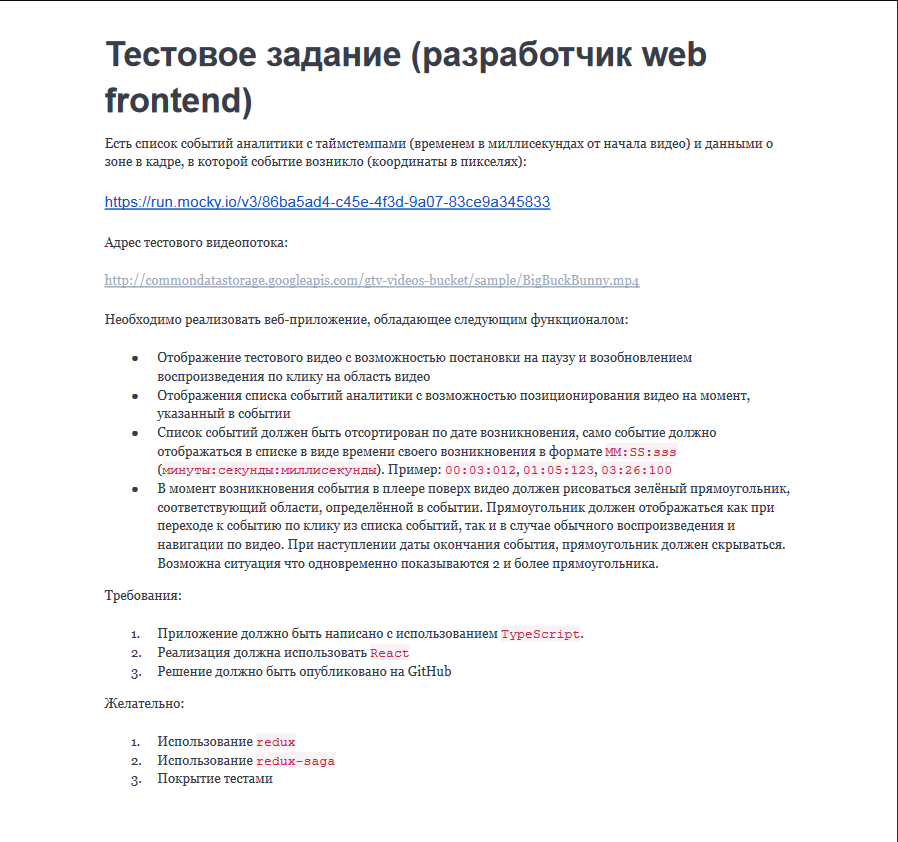 Тестовое задание (разработчик web
frontend)
Есть список событий аналитики с таймстемпами (временем в миллисекундах от начала видео) и данными о
зоне в кадре, в которой событие возникло (координаты в пикселях):
https://run.mocky.io/v3/86ba5ad4-c45e-4f3d-9a07-83ce9a345833
Адрес тестового видеопотока:
http://commondatastorage.googleapis.com/gtv-videos-bucket/sample/BigBuckBunny.mp4
Необходимо реализовать веб-приложение, обладающее следующим функционалом:
● Отображение тестового видео с возможностью постановки на паузу и возобновлением
воспроизведения по клику на область видео
● Отображения списка событий аналитики с возможностью позиционирования видео на момент,
указанный в событии
● Список событий должен быть отсортирован по дате возникновения, само событие должно
отображаться в списке в виде времени своего возникновения в формате MM:SS:sss
(минуты:секунды:миллисекунды). Пример: 00:03:012, 01:05:123, 03:26:100
● В момент возникновения события в плеере поверх видео должен рисоваться зелёный прямоугольник,
соответствующий области, определённой в событии. Прямоугольник должен отображаться как при
переходе к событию по клику из списка событий, так и в случае обычного воспроизведения и
навигации по видео. При наступлении даты окончания события, прямоугольник должен скрываться.
Возможна ситуация что одновременно показываются 2 и более прямоугольника.
Требования:
1. Приложение должно быть написано с использованием TypeScript.
2. Реализация должна использовать React
3. Решение должно быть опубликовано на GitHub
Желательно:
1. Использование redux
2. Использование redux-saga
3. Покрытие тестами